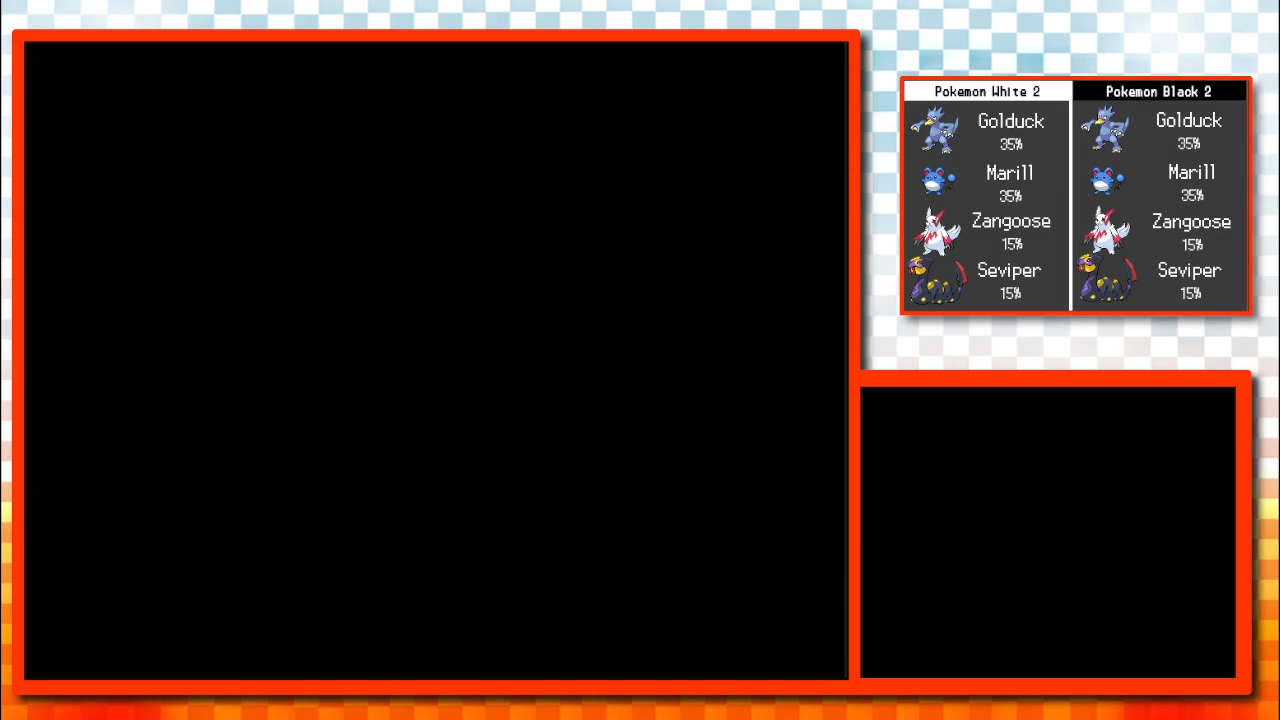 Pokemon White 2
Golduck
35%
Marill
35%
Zangoose
15%
Seviper
15%
Pokemon Black 2
Golduck
35%
Marill
35%
Zangoose
15%
Seviper
15%